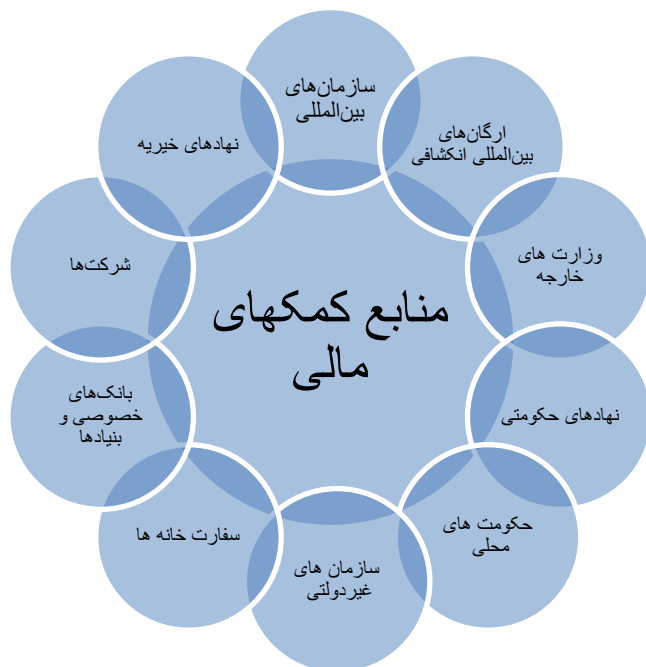 منابع کمکهای
مالی
سازمان‌های
بین‌المللی
ارگان‌های
بین‌المللی انکشافی
وزارت های
خارجه
نهادهای حکومتی
حکومت های
محلی
سازمان های
غیردولتی
سفارت خانه ها
بانک‌های
خصوصی و
بنیادها
شرکت‌ها
نهادهای خیریه